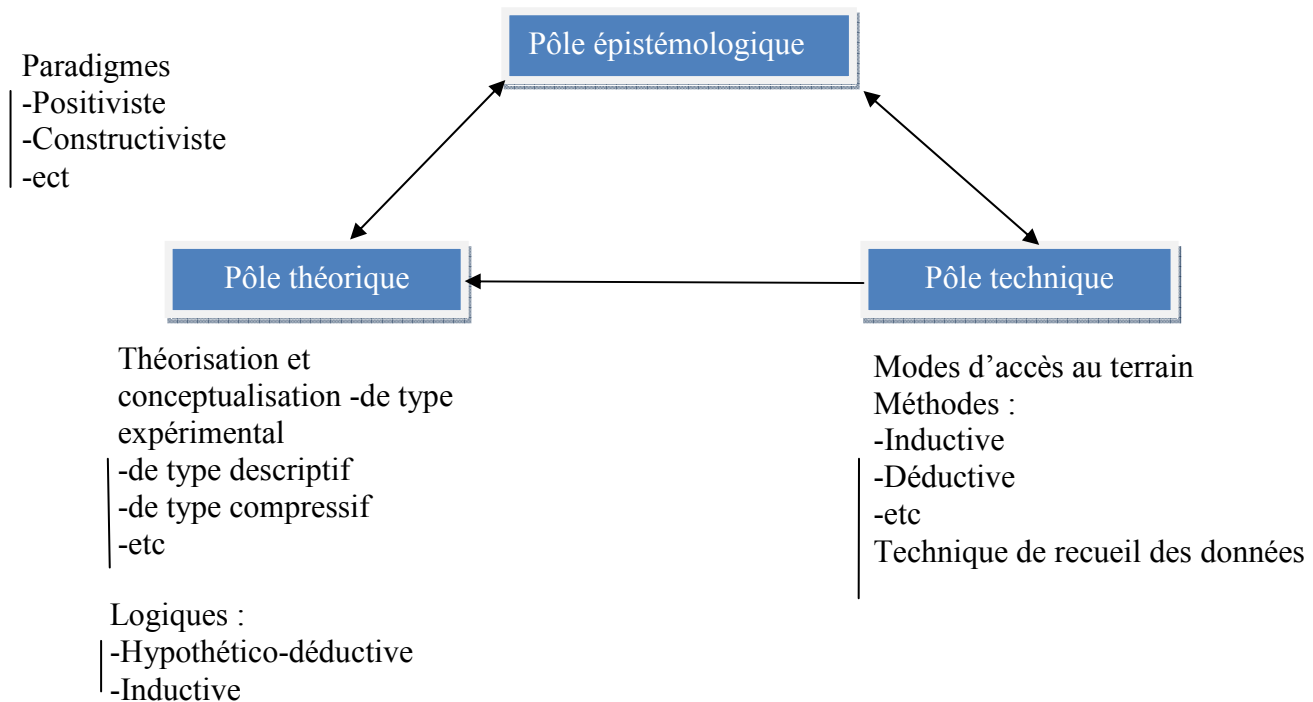 Pôle épistémologique
Paradigmes
-Positiviste
-Constructiviste
-ect
Pôle théorique
Pôle technique
Théorisation et
conceptualisation -de type
expérimental
-de type descriptif
-de type compressif
-etc
Logiques :
-Hypothético-déductive
-Inductive
Modes d’accès au terrain
Méthodes :
-Inductive
-Déductive
-etc
Technique de recueil des données